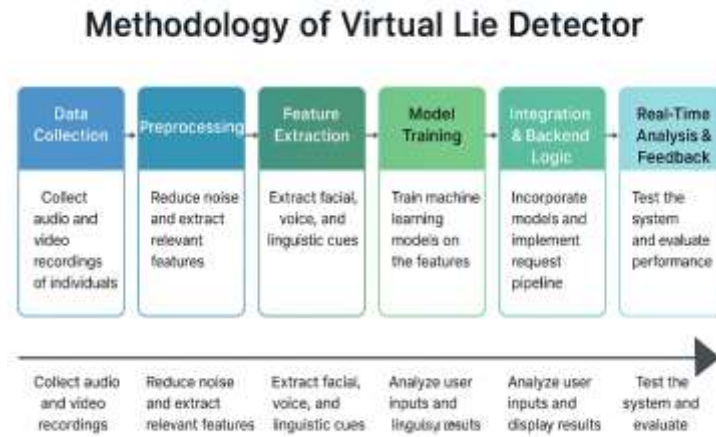 Methodology of Virtual Lie Detector
Data
Collection
Collect
audio and
video
recordings
of individuals
Preprocessing
Reduce noise
and extract
relevant
features
Feature
Extraction
Extract facial,
voice, and
linguistic cues
Model
Training
Train machine
learning
models on
the features
Integration
& Backend
Logic
Incorporate
models and
implement
request
pipeline
Real-Time
Analysis &
Feedback
Test the
system
and evaluate
performance
Collect audio
and video
recordings
Reduce noise
and extract
relevant features
Extract facial,
voice, and
linguistic cues
Analyze user
inputs and
results
Analyze user
inputs and
display results
Test the
system and
evaluate